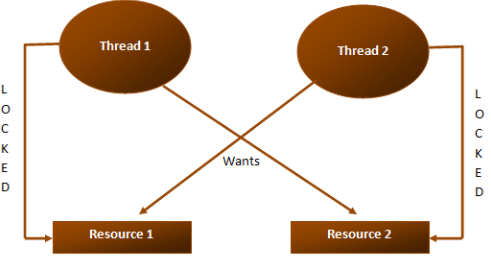 Thread 1
Thread 2
L
O
C
K
E
D
L
O
C
K
E
D
Wants
Resource 1
Resource 2